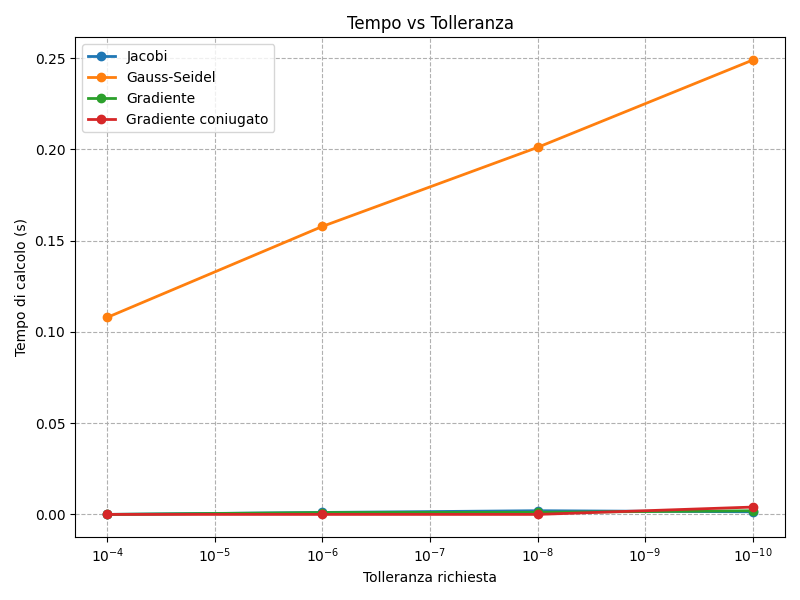 Tempo vs Tolleranza
Jacobi
Gauss-Seidel
Gradiente
Gradiente coniugato
Tempo di calcolo (s)
0.25
0.20
0.15
0.10
0.05
0.00
10⁻⁴ 10⁻⁵ 10⁻⁶ 10⁻⁷ 10⁻⁸ 10⁻⁹ 10⁻¹⁰
Tolleranza richiesta